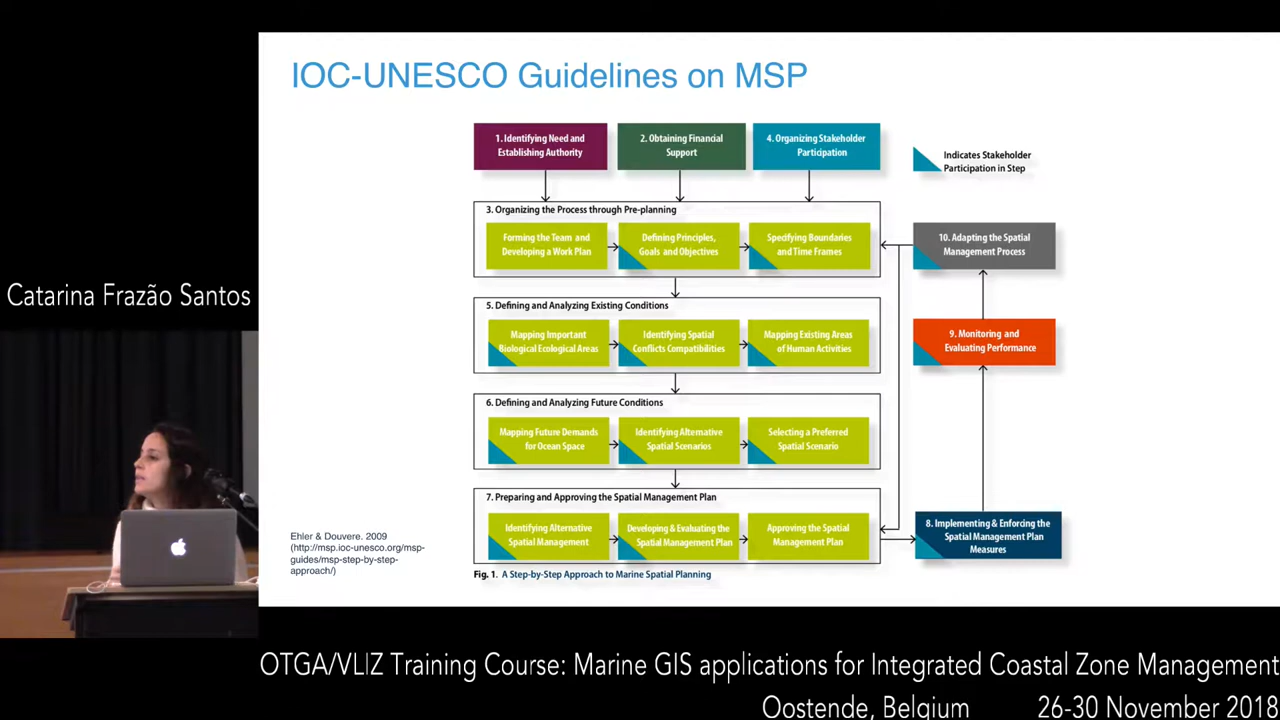 IOC-UNESCO Guidelines on MSP
1. Identifying Need and
Establishing Authority
2. Obtaining Financial
Support
4. Organizing Stakeholder
Participation
Indicates Stakeholder
Participation in Step
3. Organizing the Process through Pre-planning
Forming the Team and
Developing a Work Plan
Defining Principles,
Goals and Objectives
Specifying Boundaries
and Time Frames
10. Adapting the Spatial
Management Process
5. Defining and Analyzing Existing Conditions
Mapping Important
Biological Ecological Areas
Identifying Spatial
Conflicts Compatibilities
Mapping Existing Areas
of Human Activities
9. Monitoring and
Evaluating Performance
6. Defining and Analyzing Future Conditions
Mapping Future Demands
for Ocean Space
Identifying Alternative
Spatial Scenarios
Selecting a Preferred
Spatial Scenario
7. Preparing and Approving the Spatial Management Plan
Identifying Alternative
Spatial Management
Developing & Evaluating the
Spatial Management Plan
Approving the Spatial
Management Plan
8. Implementing & Enforcing the
Spatial Management Plan
Measures
Fig. 1. A Step-by-Step Approach to Marine Spatial Planning
Ehler & Douvere. 2009
(http://msp.ioc-unesco.org/msp-
guides/msp-step-by-step-
approach/)
Catarina Frazão Santos
OTGA/VLIZ Training Course: Marine GIS applications for Integrated Coastal Zone Management
Oostende, Belgium 26-30 November 2018